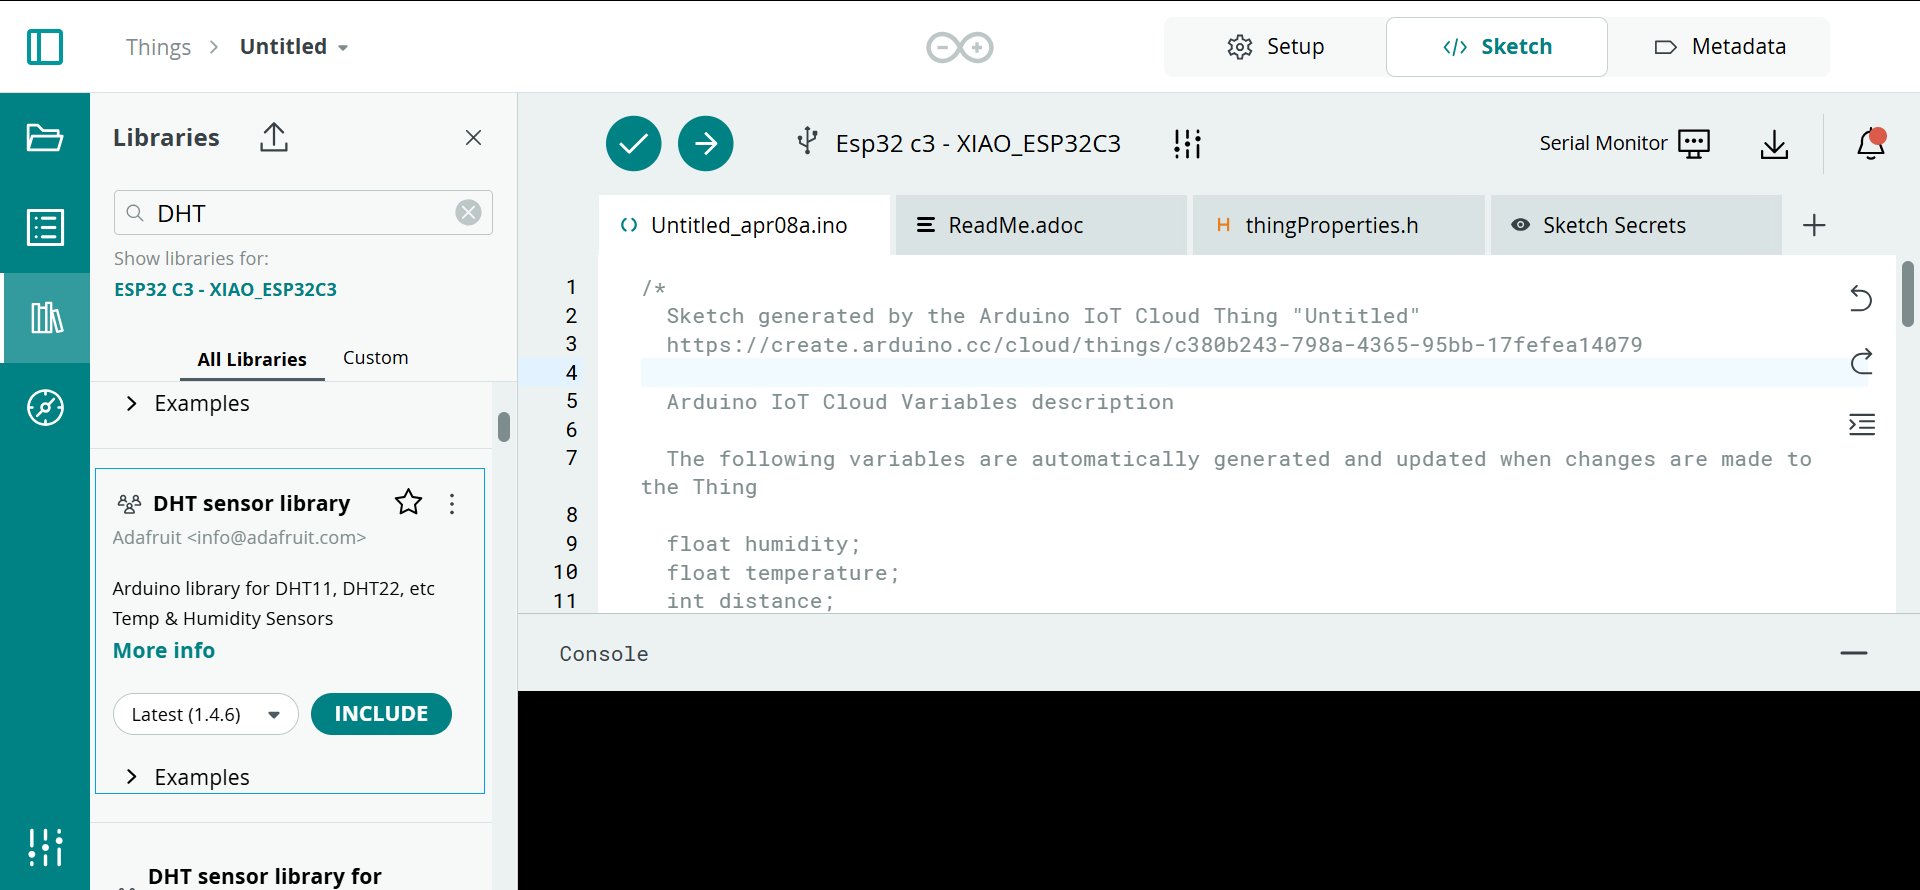 Things > Untitled
Setup
</> Sketch
Metadata
Libraries
DHT
Show libraries for:
ESP32 C3 - XIAO_ESP32C3
All Libraries
Custom
Examples
DHT sensor library
Adafruit <info@adafruit.com>
Arduino library for DHT11, DHT22, etc
Temp & Humidity Sensors
More info
Latest (1.4.6)
INCLUDE
Examples
DHT sensor library for
Esp32 c3 - XIAO_ESP32C3
Serial Monitor
Untitled_apr08a.ino
ReadMe.adoc
H thingProperties.h
Sketch Secrets
1 /*
2 Sketch generated by the Arduino IoT Cloud Thing "Untitled"
3 https://create.arduino.cc/cloud/things/c380b243-798a-4365-95bb-17fefea14079
4
5 Arduino IoT Cloud Variables description
6
7 The following variables are automatically generated and updated when changes are made to
the Thing
8
9 float humidity;
10 float temperature;
11 int distance;
Console